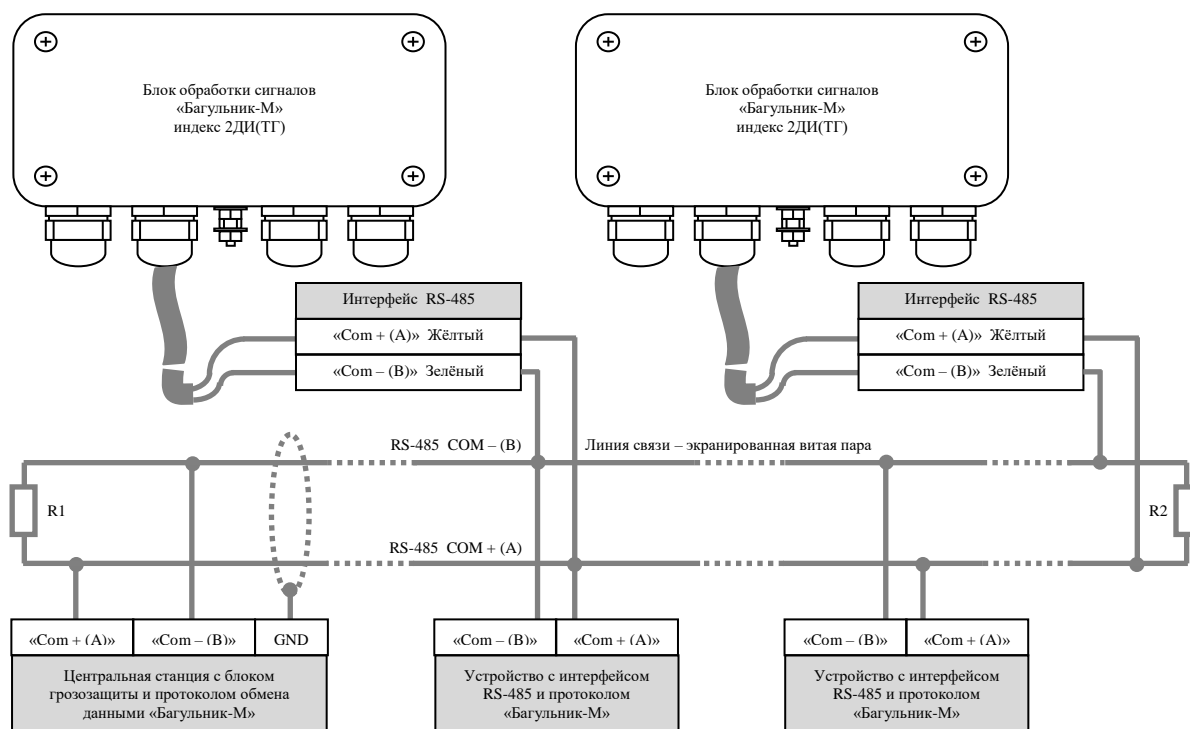 Блок обработки сигналов
«Багульник-М»
индекс 2ДИ(ТГ)
Блок обработки сигналов
«Багульник-М»
индекс 2ДИ(ТГ)
Интерфейс RS-485
«Com + (A)» Жёлтый
«Com – (B)» Зелёный
Интерфейс RS-485
«Com + (A)» Жёлтый
«Com – (B)» Зелёный
RS-485 COM – (B)
Линия связи – экранированная витая пара
R1
R2
RS-485 COM + (A)
«Com + (A)»
«Com – (B)»
GND
Центральная станция с блоком
грозозащиты и протоколом обмена
данными «Багульник-М»
«Com – (B)»
«Com + (A)»
Устройство с интерфейсом
RS-485 и протоколом
«Багульник-М»
«Com – (B)»
«Com + (A)»
Устройство с интерфейсом
RS-485 и протоколом
«Багульник-М»